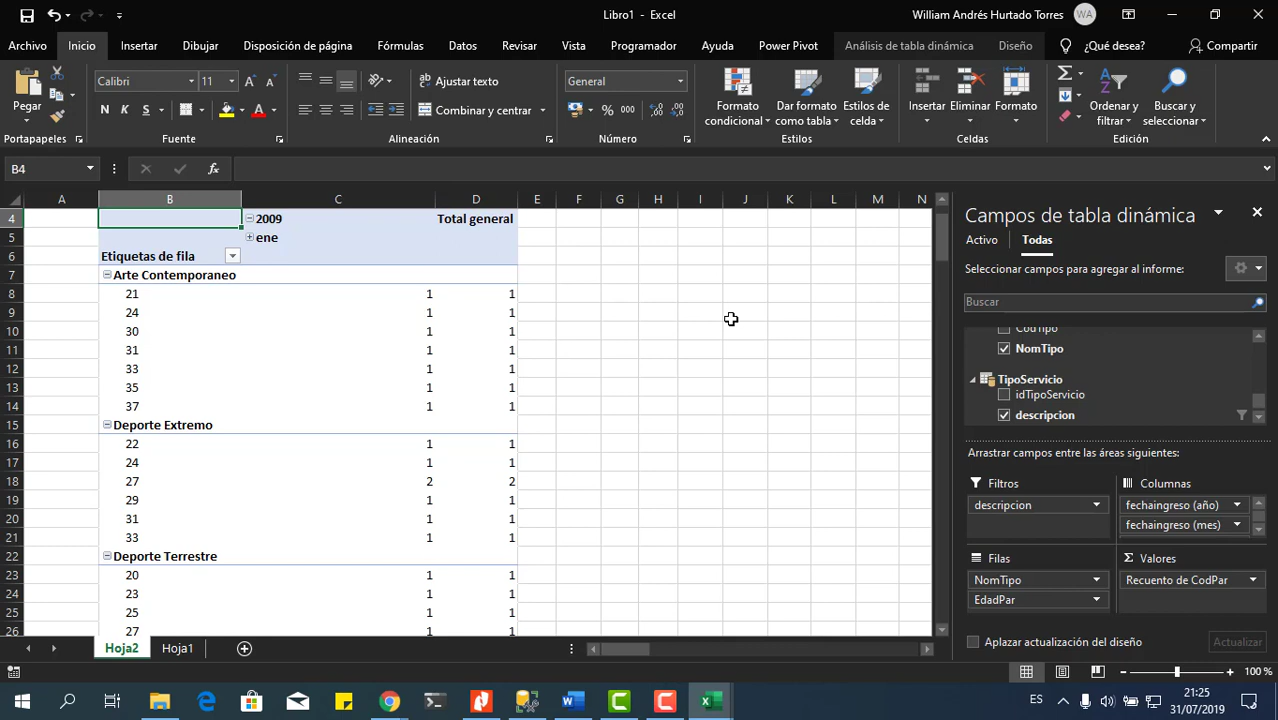 Libro1 - Excel
William Andrés Hurtado Torres
WA
Archivo Inicio Insertar Dibujar Disposición de página Fórmulas Datos Revisar Vista Programador Ayuda Power Pivot Análisis de tabla dinámica Diseño ¿Qué desea? Compartir
Pegar
Calibri 11
N K S
Ajustar texto
Combinar y centrar
General
% 000
Formato condicional
Dar formato como tabla
Estilos de celda
Insertar Eliminar Formato
Ordenar y filtrar
Buscar y seleccionar
Portapapeles Fuente Alineación Número Estilos Celdas Edición
B4
fx
A B C D E F G H I J K L M N
4 2009 Total general
5 ene
6 Etiquetas de fila
7 Arte Contemporaneo
8 21 1 1
9 24 1 1
10 30 1 1
11 31 1 1
12 33 1 1
13 35 1 1
14 37 1 1
15 Deporte Extremo
16 22 1 1
17 24 1 1
18 27 2 2
19 29 1 1
20 31 1 1
21 33 1 1
22 Deporte Terrestre
23 20 1 1
24 23 1 1
25 25 1 1
26 27 1 1
Campos de tabla dinámica
Activo Todas
Seleccionar campos para agregar al informe:
Buscar
CodTipo
NomTipo
TipoServicio
idTipoServicio
descripcion
Arrastrar campos entre las áreas siguientes:
Filtros
descripcion
Columnas
fechaingreso (año)
fechaingreso (mes)
Filas
NomTipo
EdadPar
Σ Valores
Recuento de CodPar
Aplazar actualización del diseño
Actualizar
Hoja2 Hoja1
100 %
ES
21:25
31/07/2019